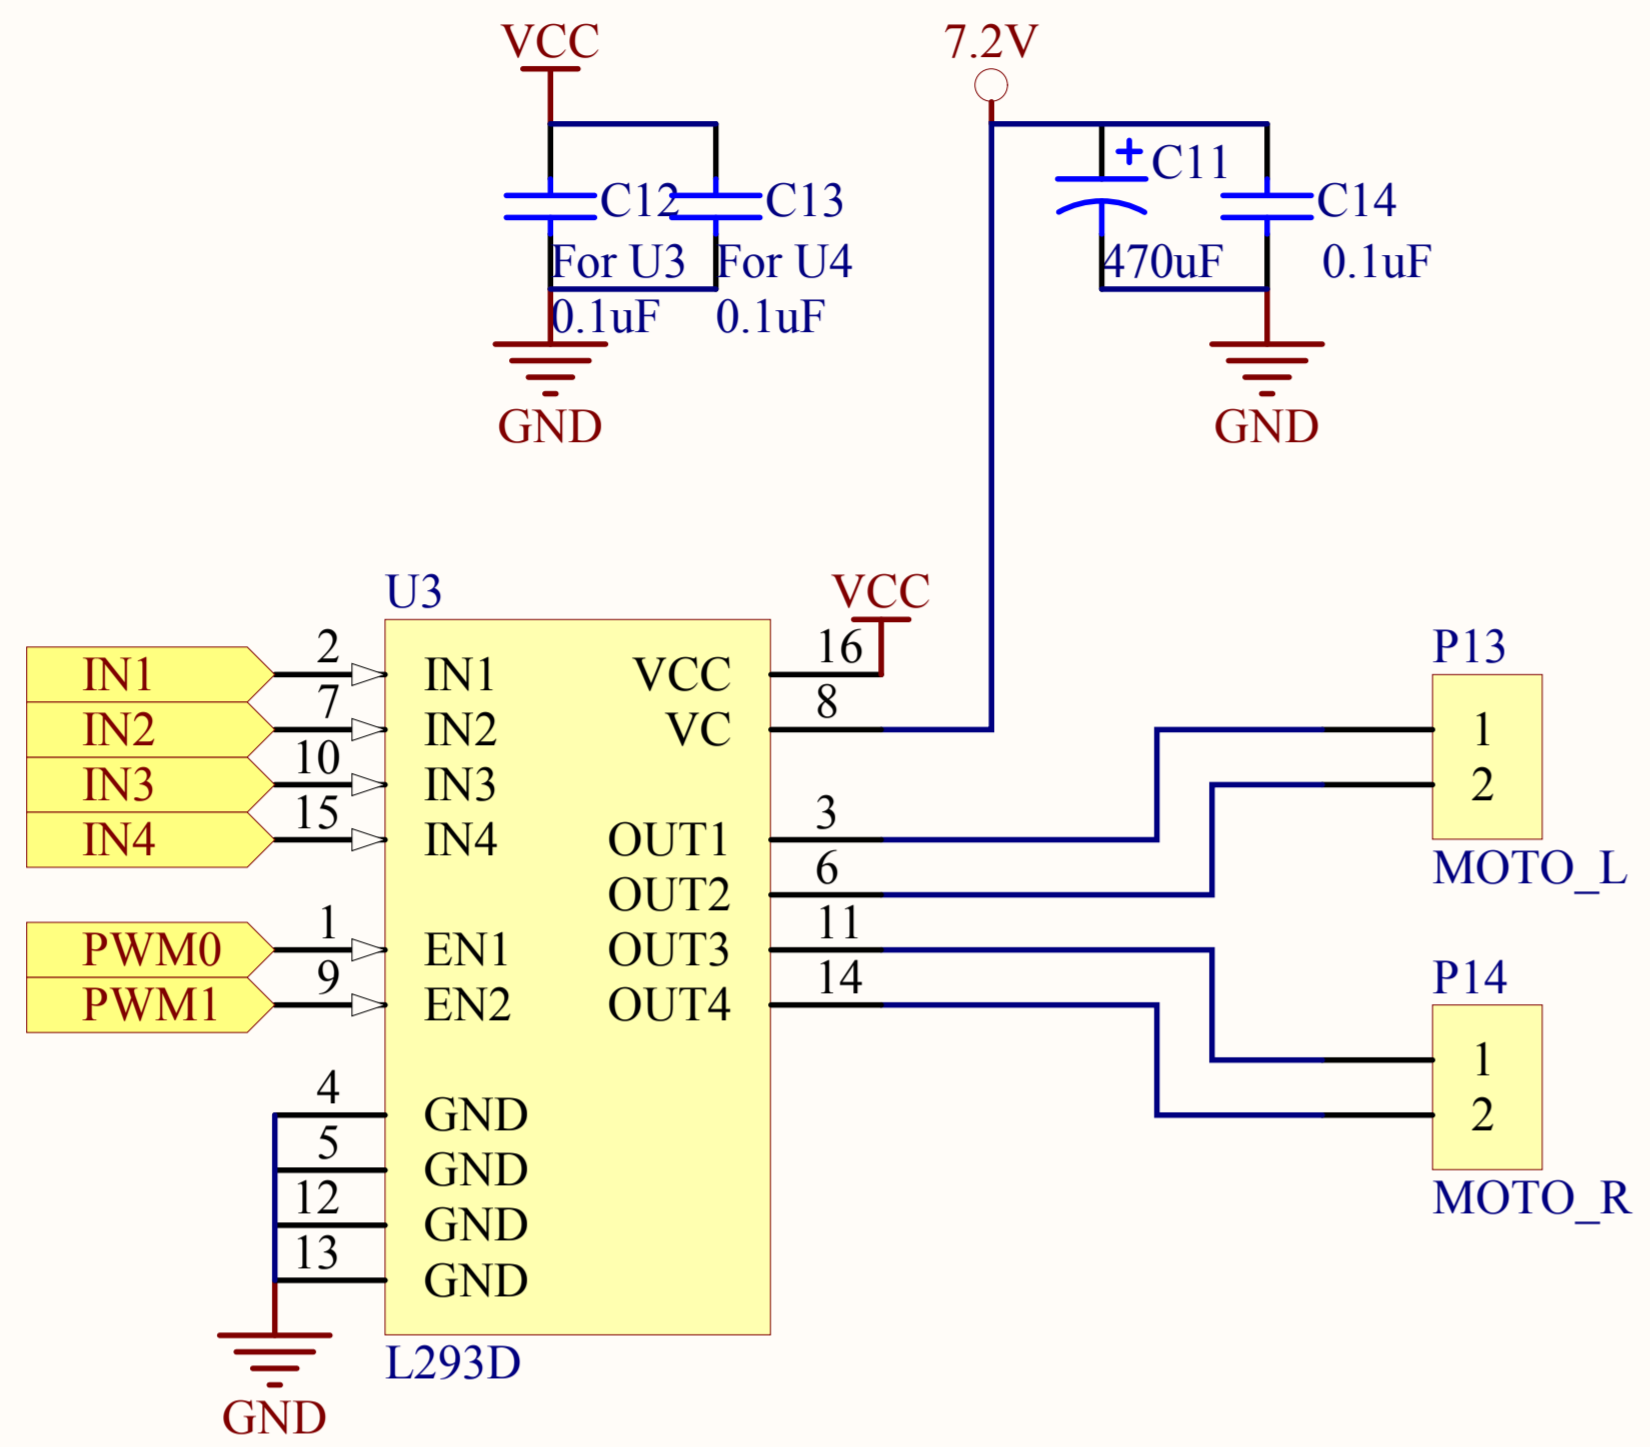 VCC
7.2V
C12
C13
C11
C14
For U3
For U4
470uF
0.1uF
0.1uF
0.1uF
GND
GND
U3
VCC
2
IN1
IN1
VCC
16
7
IN2
IN2
VC
8
10
IN3
IN3
15
IN4
IN4
OUT1
3
OUT2
6
1
PWM0
EN1
OUT3
11
9
PWM1
EN2
OUT4
14
4
GND
5
GND
12
GND
13
GND
L293D
GND
P13
1
2
MOTO_L
P14
1
2
MOTO_R